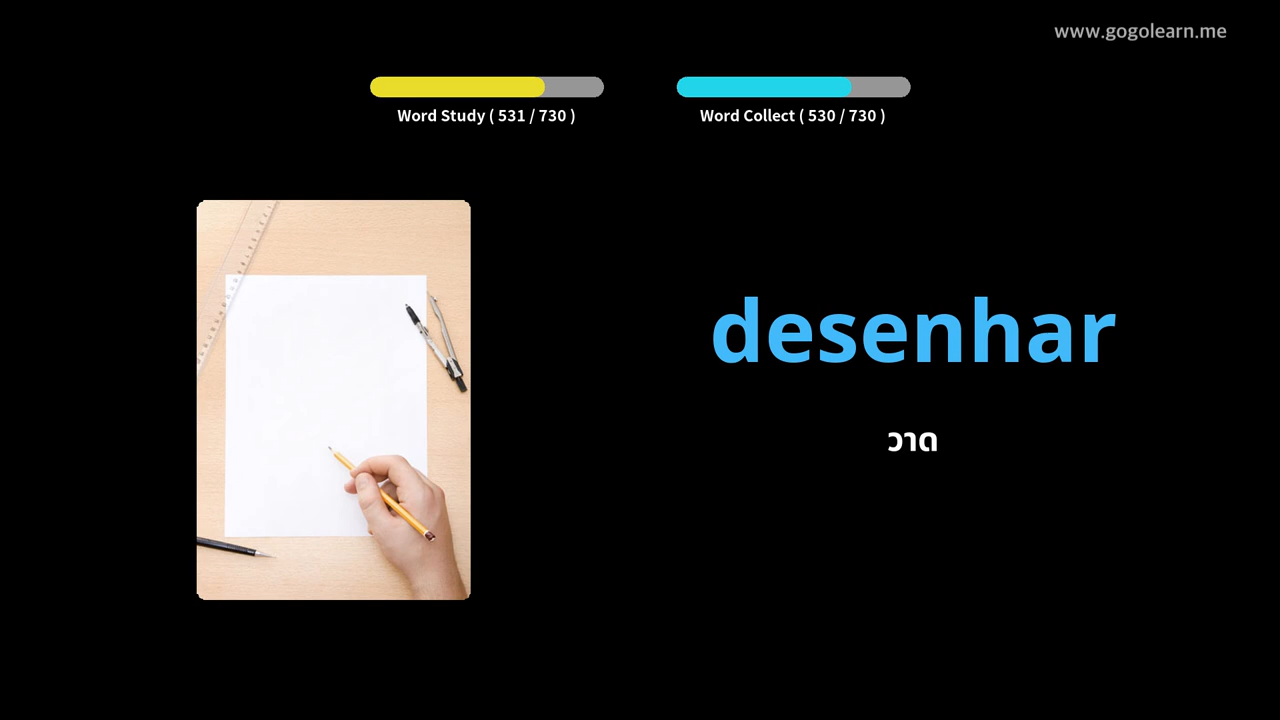 www.gogolearn.me
Word Study ( 531 / 730 )
Word Collect ( 530 / 730 )
desenhar
วาด